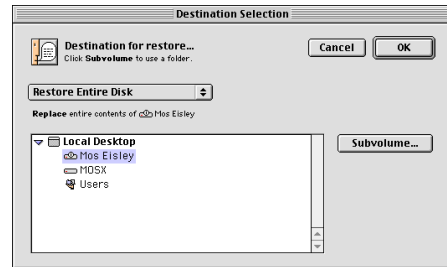 Destination Selection
Destination for restore...
Click Subvolume to use a folder.
Cancel
OK
Restore Entire Disk
Replace entire contents of Mos Eisley
Local Desktop
Mos Eisley
MOSX
Users
Subvolume...